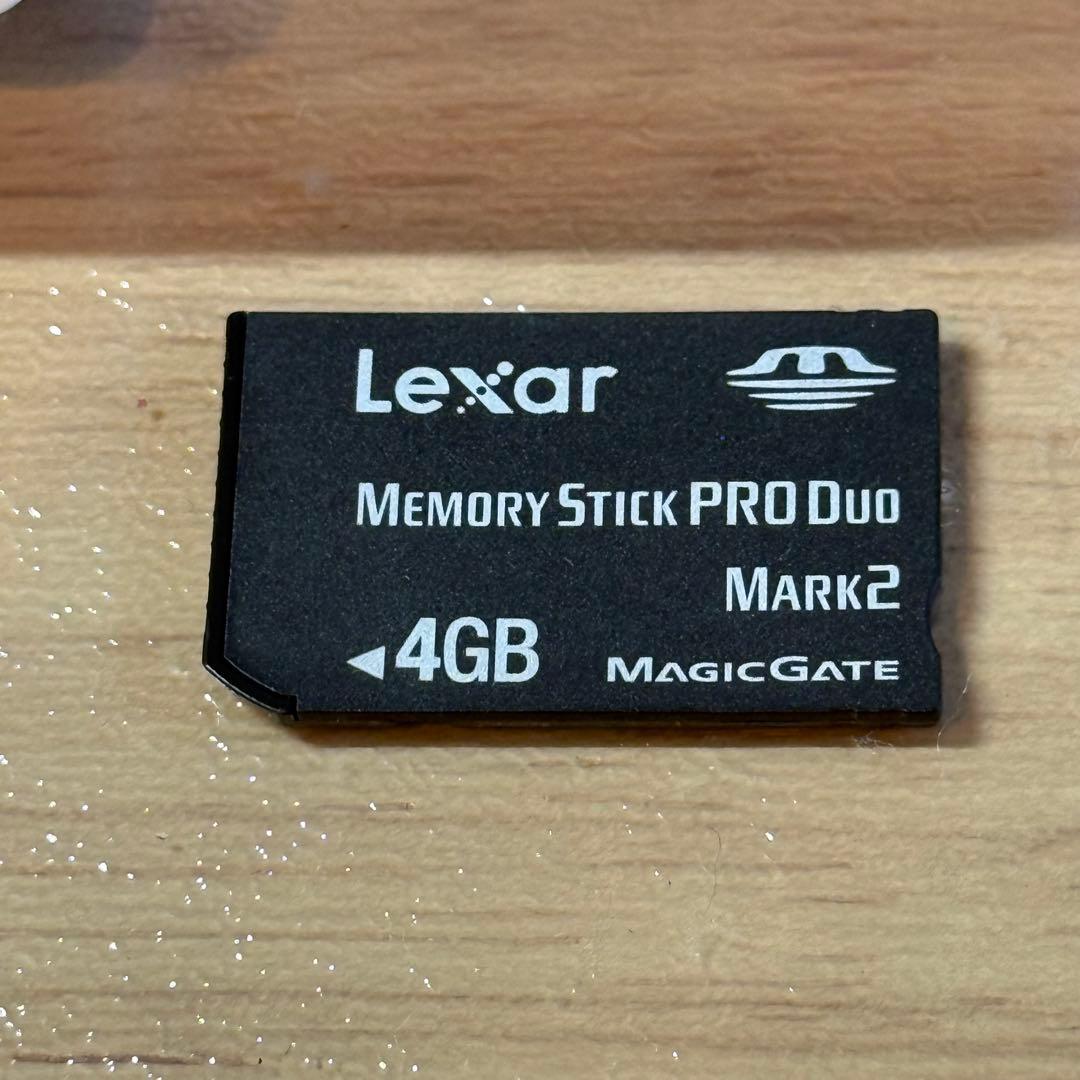 Lexar
MEMORY STICK PRO DUO
MARK2
◀4GB MAGICGATE